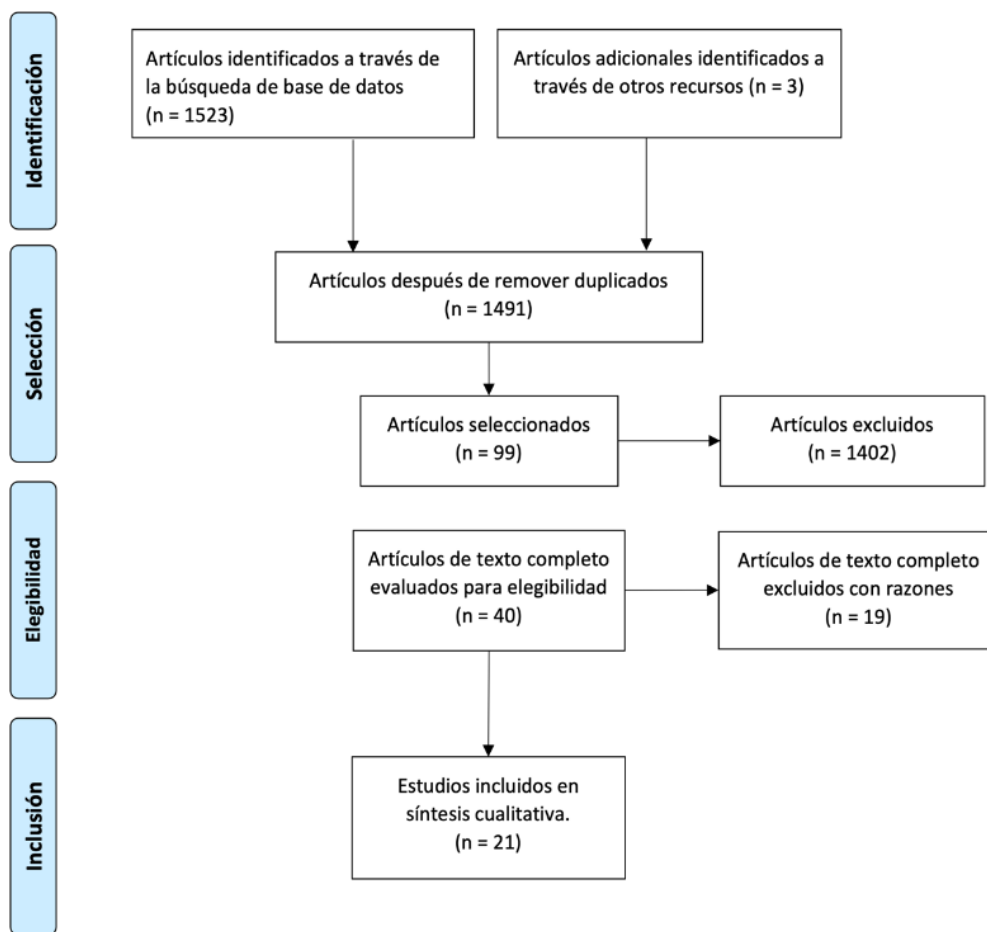 Identificación
Artículos identificados a través de
la búsqueda de base de datos
(n = 1523)
Artículos adicionales identificados a
través de otros recursos (n = 3)
Selección
Artículos después de remover duplicados
(n = 1491)
Artículos seleccionados
(n = 99)
Artículos excluidos
(n = 1402)
Elegibilidad
Artículos de texto completo
evaluados para elegibilidad
(n = 40)
Artículos de texto completo
excluidos con razones
(n = 19)
Inclusión
Estudios incluidos en
síntesis cualitativa.
(n = 21)